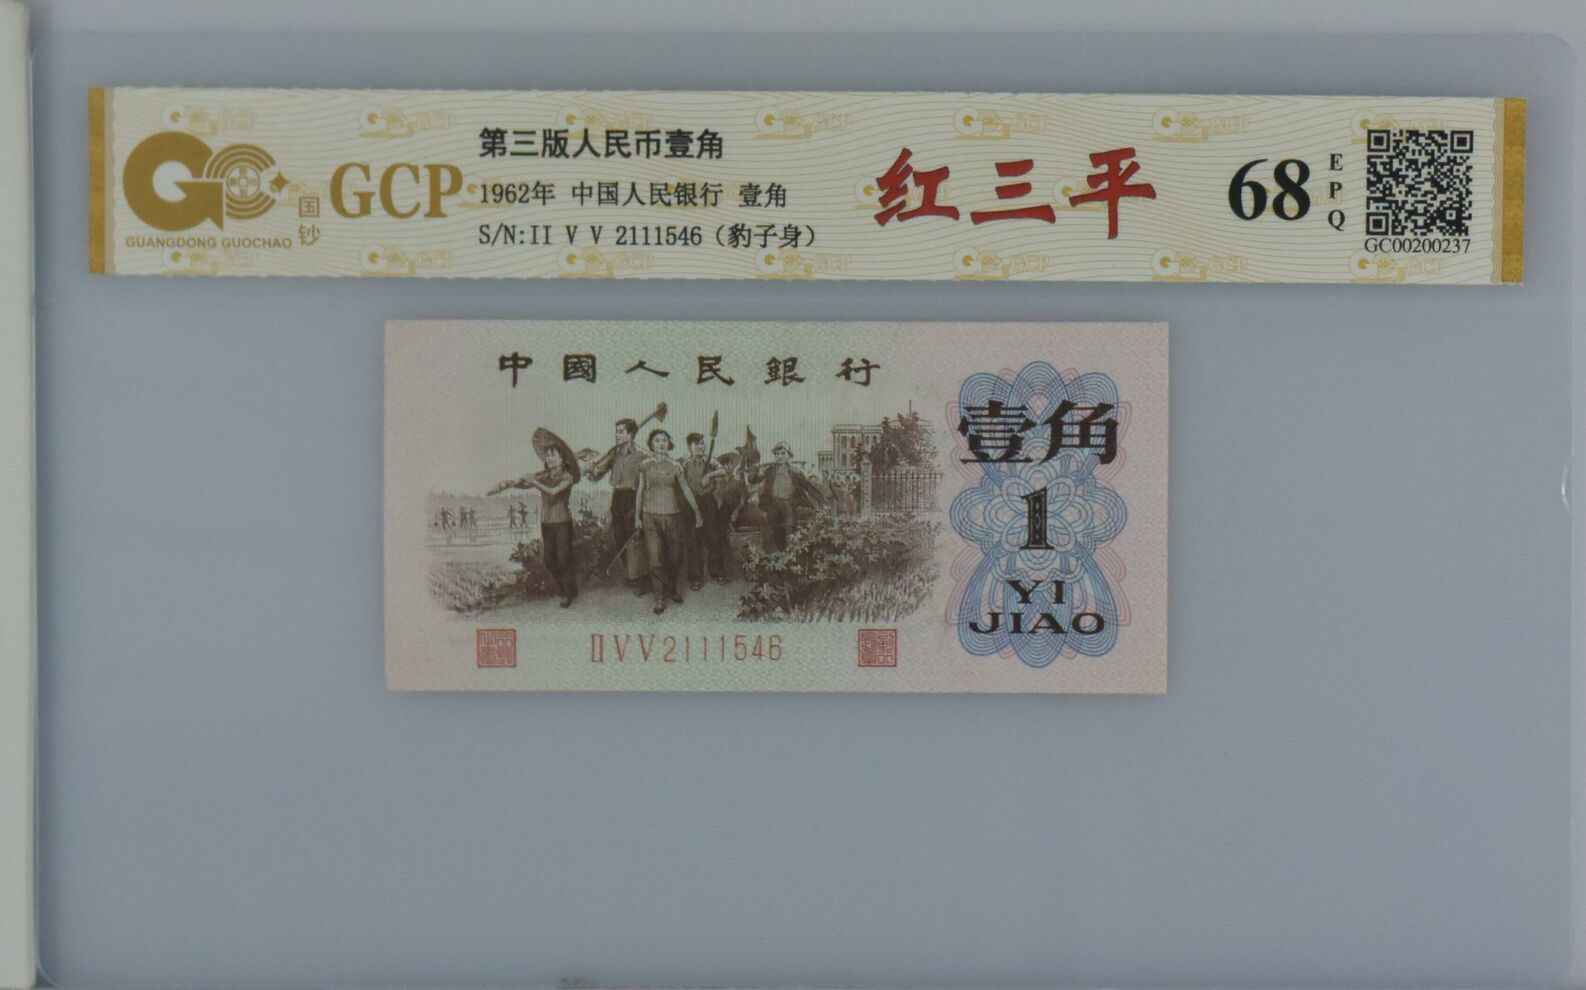 GCP
国钞
GUANGDONG GUOCHAO
第三版人民币壹角
1962年 中国人民银行 壹角
S/N:II V V 2111546（豹子身）
红三平
68
EPQ
GC00200237
中國人民銀行
壹角
1
YI
JIAO
IIVV2111546